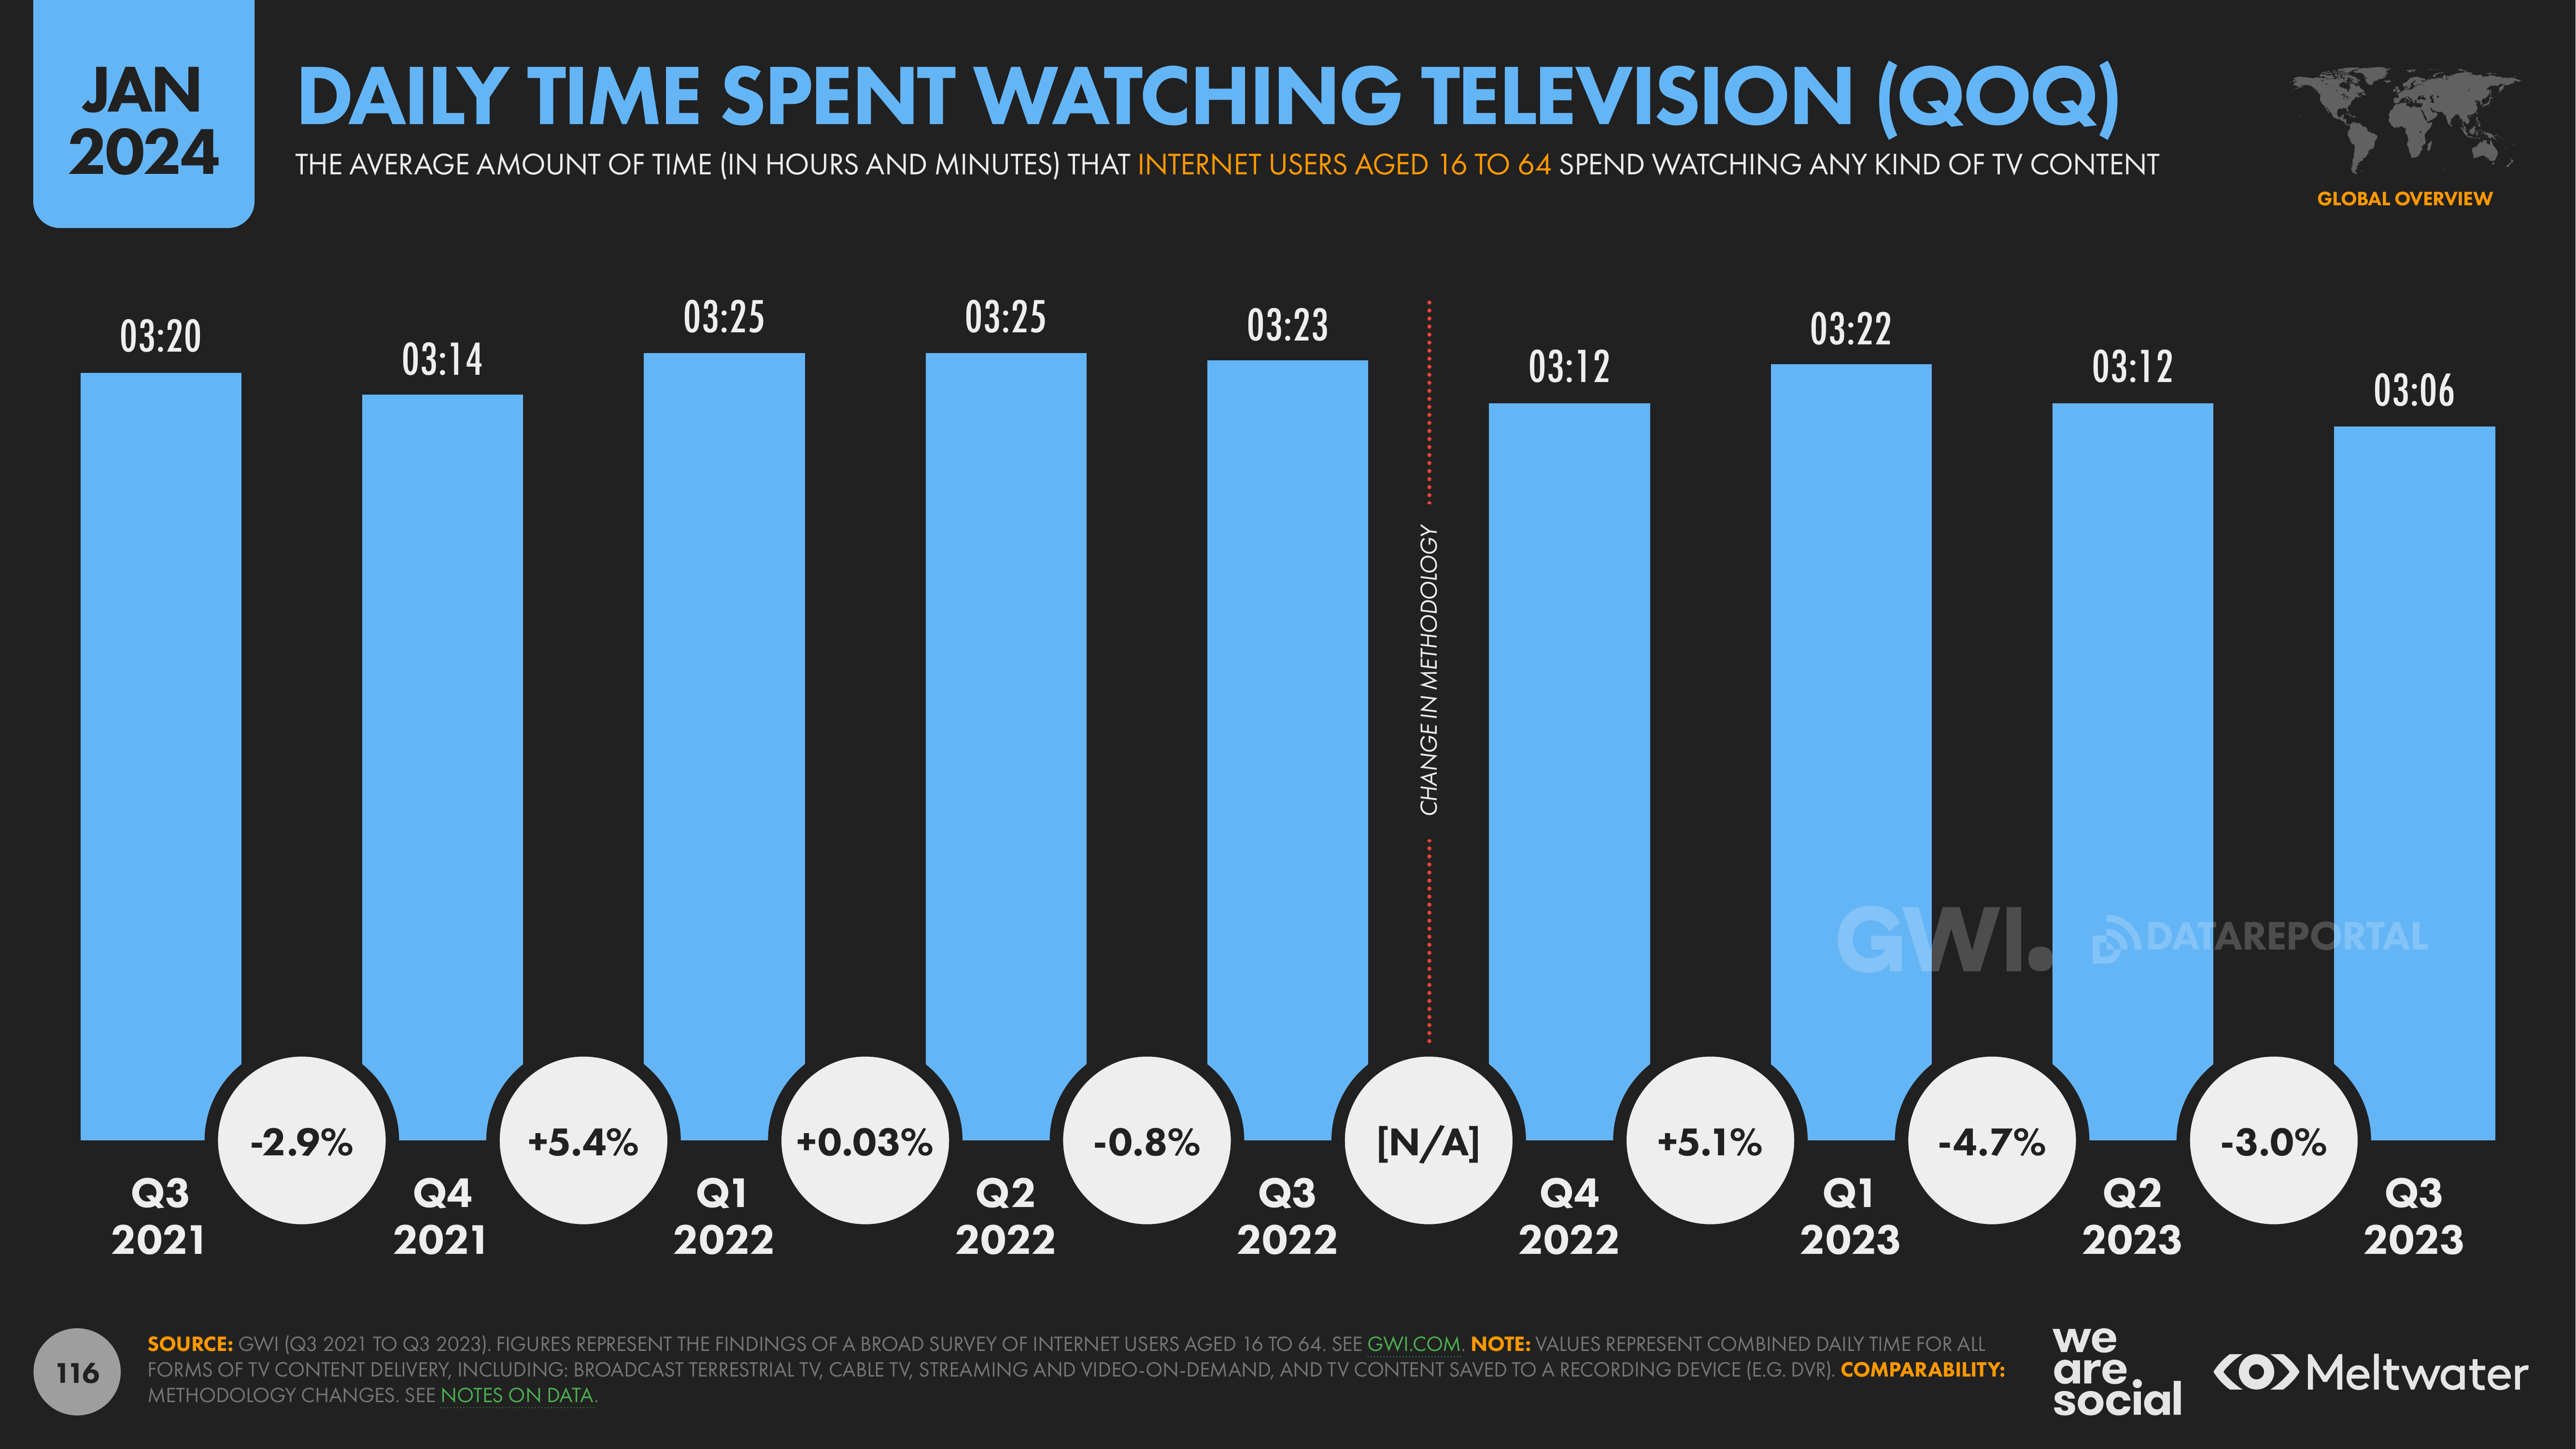 JAN
2024
DAILY TIME SPENT WATCHING TELEVISION (QOQ)
THE AVERAGE AMOUNT OF TIME (IN HOURS AND MINUTES) THAT INTERNET USERS AGED 16 TO 64 SPEND WATCHING ANY KIND OF TV CONTENT
GLOBAL OVERVIEW
03:20
03:14
03:25
03:25
03:23
03:12
03:22
03:12
03:06
CHANGE IN METHODOLOGY
GWI.
DATAREPORTAL
-2.9%
+5.4%
+0.03%
-0.8%
[N/A]
+5.1%
-4.7%
-3.0%
Q3
2021
Q4
2021
Q1
2022
Q2
2022
Q3
2022
Q4
2022
Q1
2023
Q2
2023
Q3
2023
116
SOURCE: GWI (Q3 2021 TO Q3 2023). FIGURES REPRESENT THE FINDINGS OF A BROAD SURVEY OF INTERNET USERS AGED 16 TO 64. SEE GWI.COM. NOTE: VALUES REPRESENT COMBINED DAILY TIME FOR ALL
FORMS OF TV CONTENT DELIVERY, INCLUDING: BROADCAST TERRESTRIAL TV, CABLE TV, STREAMING AND VIDEO-ON-DEMAND, AND TV CONTENT SAVED TO A RECORDING DEVICE (E.G. DVR). COMPARABILITY:
METHODOLOGY CHANGES. SEE NOTES ON DATA.
we
are
social
Meltwater